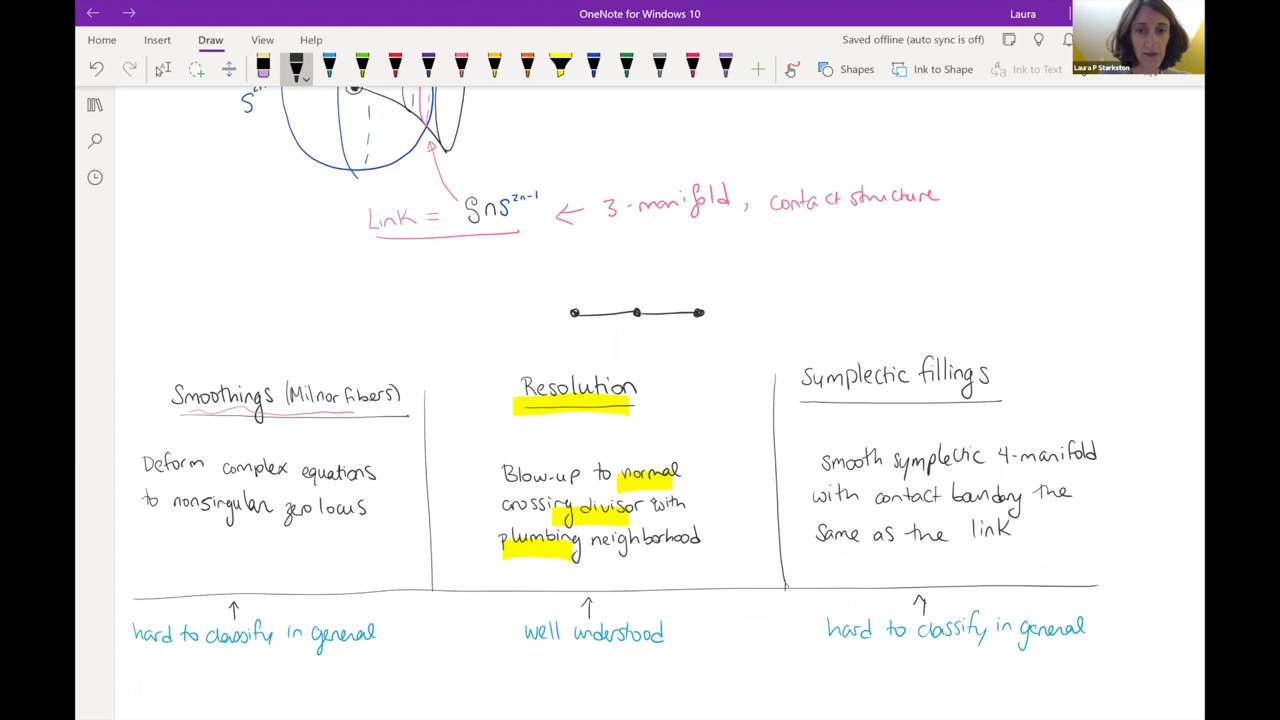 OneNote for Windows 10
Laura
Home Insert Draw View Help
Saved offline (auto sync is off)
Shapes Ink to Shape Ink to Text
Laura P Starkston
Link = S∩S²ⁿ⁻¹ ← 3-manifold, contact structure
Smoothings (Milnor fibers)
Resolution
Symplectic fillings
Deform complex equations
to nonsingular zero locus
Blow-up to normal
crossing divisor with
plumbing neighborhood
smooth symplectic 4-manifold
with contact bandary the
same as the link
hard to classify in general
well understood
hard to classify in general